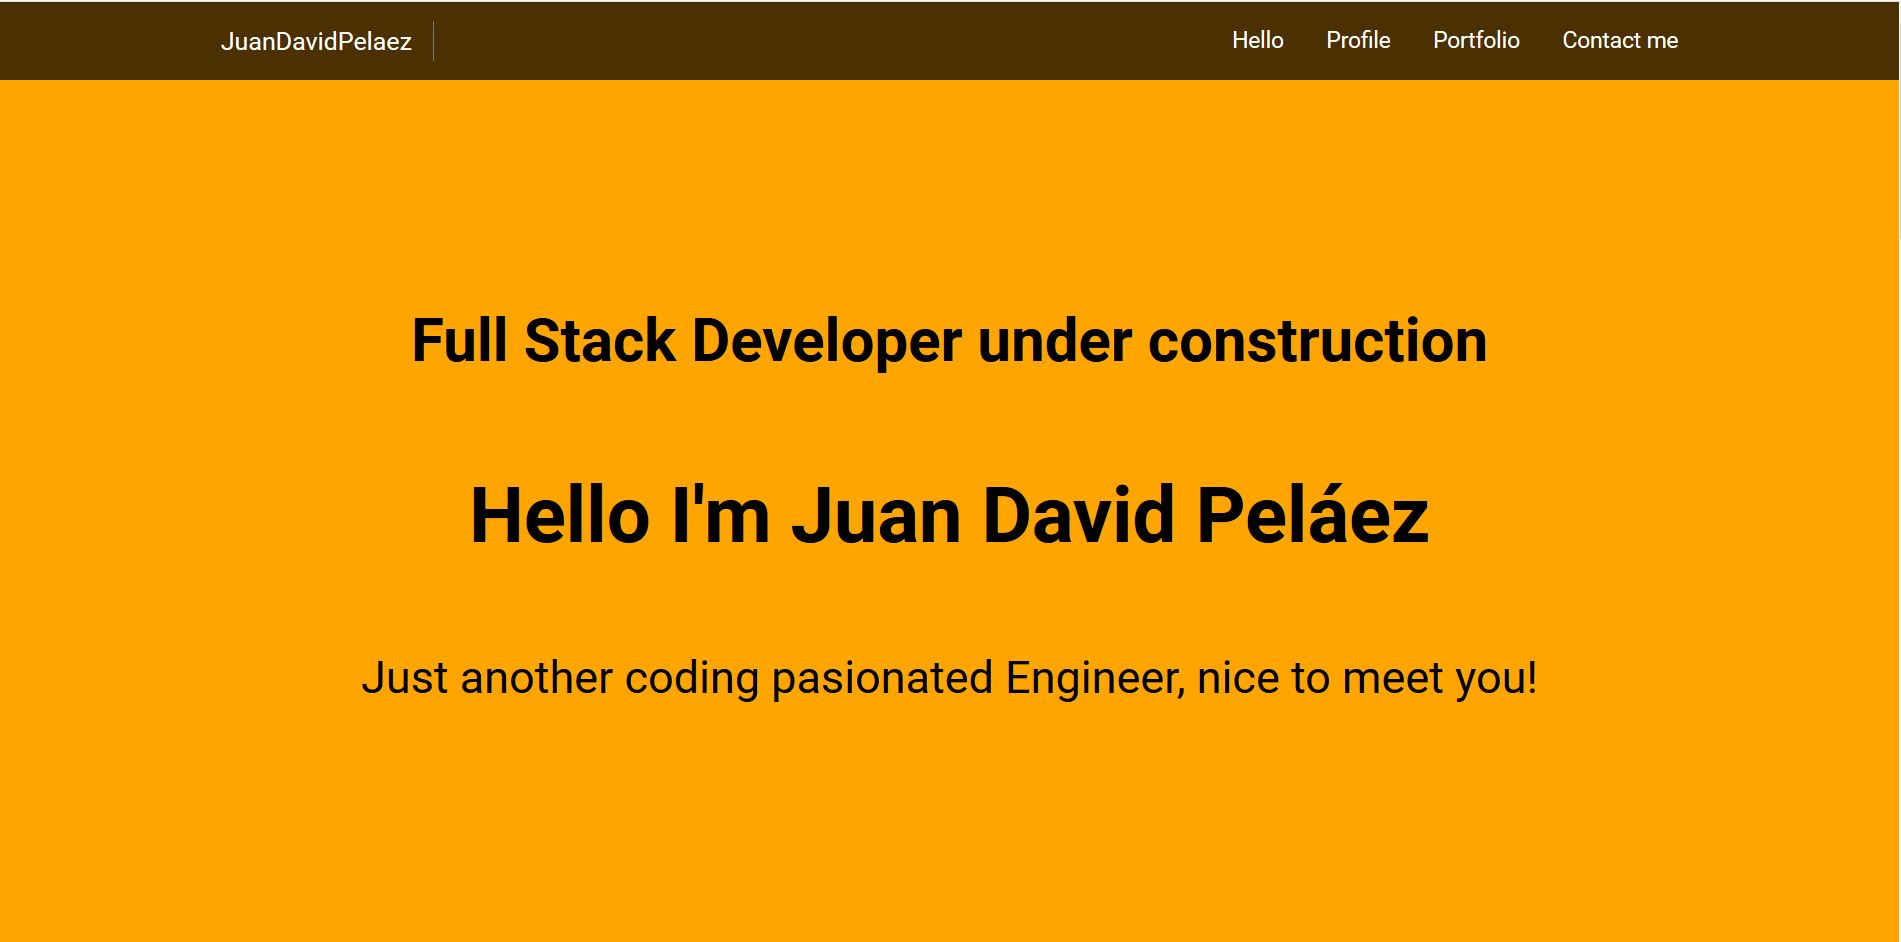 JuanDavidPelaez
Hello Profile Portfolio Contact me
Full Stack Developer under construction
Hello I'm Juan David Peláez
Just another coding pasionated Engineer, nice to meet you!